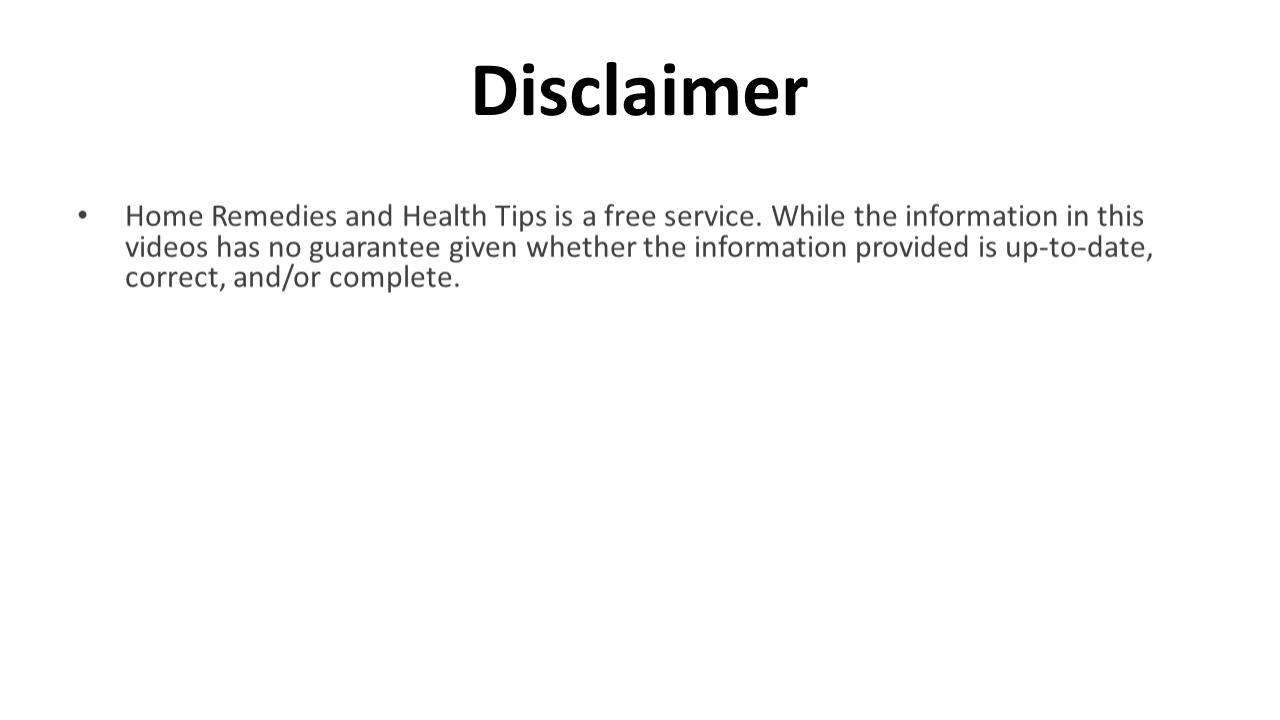 Disclaimer
• Home Remedies and Health Tips is a free service. While the information in this
videos has no guarantee given whether the information provided is up-to-date,
correct, and/or complete.